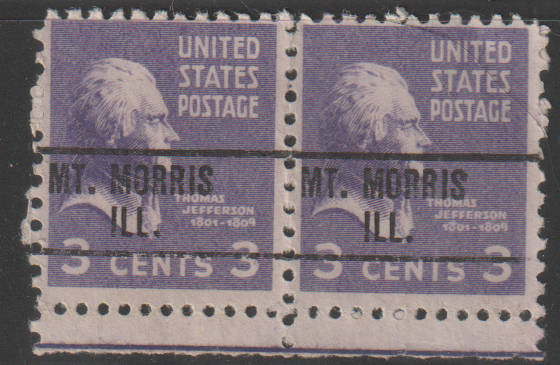 UNITED
STATES
POSTAGE
MT. MORRIS
ILL.
THOMAS
JEFFERSON
1801-1809
3 CENTS 3
UNITED
STATES
POSTAGE
MT. MORRIS
ILL.
THOMAS
JEFFERSON
1801-1809
3 CENTS 3